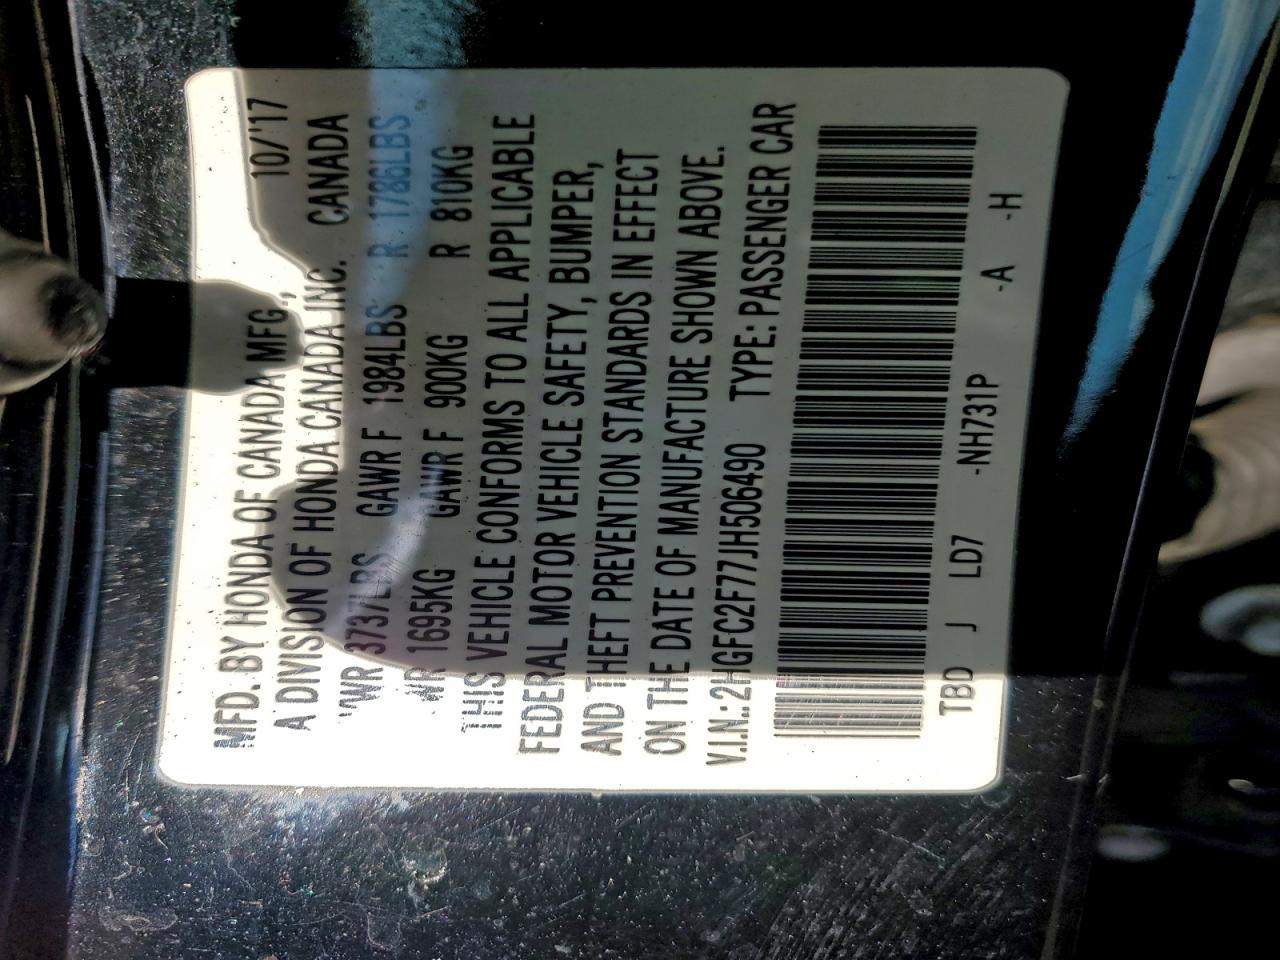 MFD. BY HONDA OF CANADA MFG., 10/'17
A DIVISION OF HONDA CANADA INC. CANADA
VWR 3737LBS GAWR F 1984LBS R 1786LBS
WR 1695KG GAWR F 900KG R 810KG
THIS VEHICLE CONFORMS TO ALL APPLICABLE
FEDERAL MOTOR VEHICLE SAFETY, BUMPER,
AND THEFT PREVENTION STANDARDS IN EFFECT
ON THE DATE OF MANUFACTURE SHOWN ABOVE.
V.I.N.:2HGFC2F77JH506490 TYPE: PASSENGER CAR
TBD J LD7 -NH731P -A -H